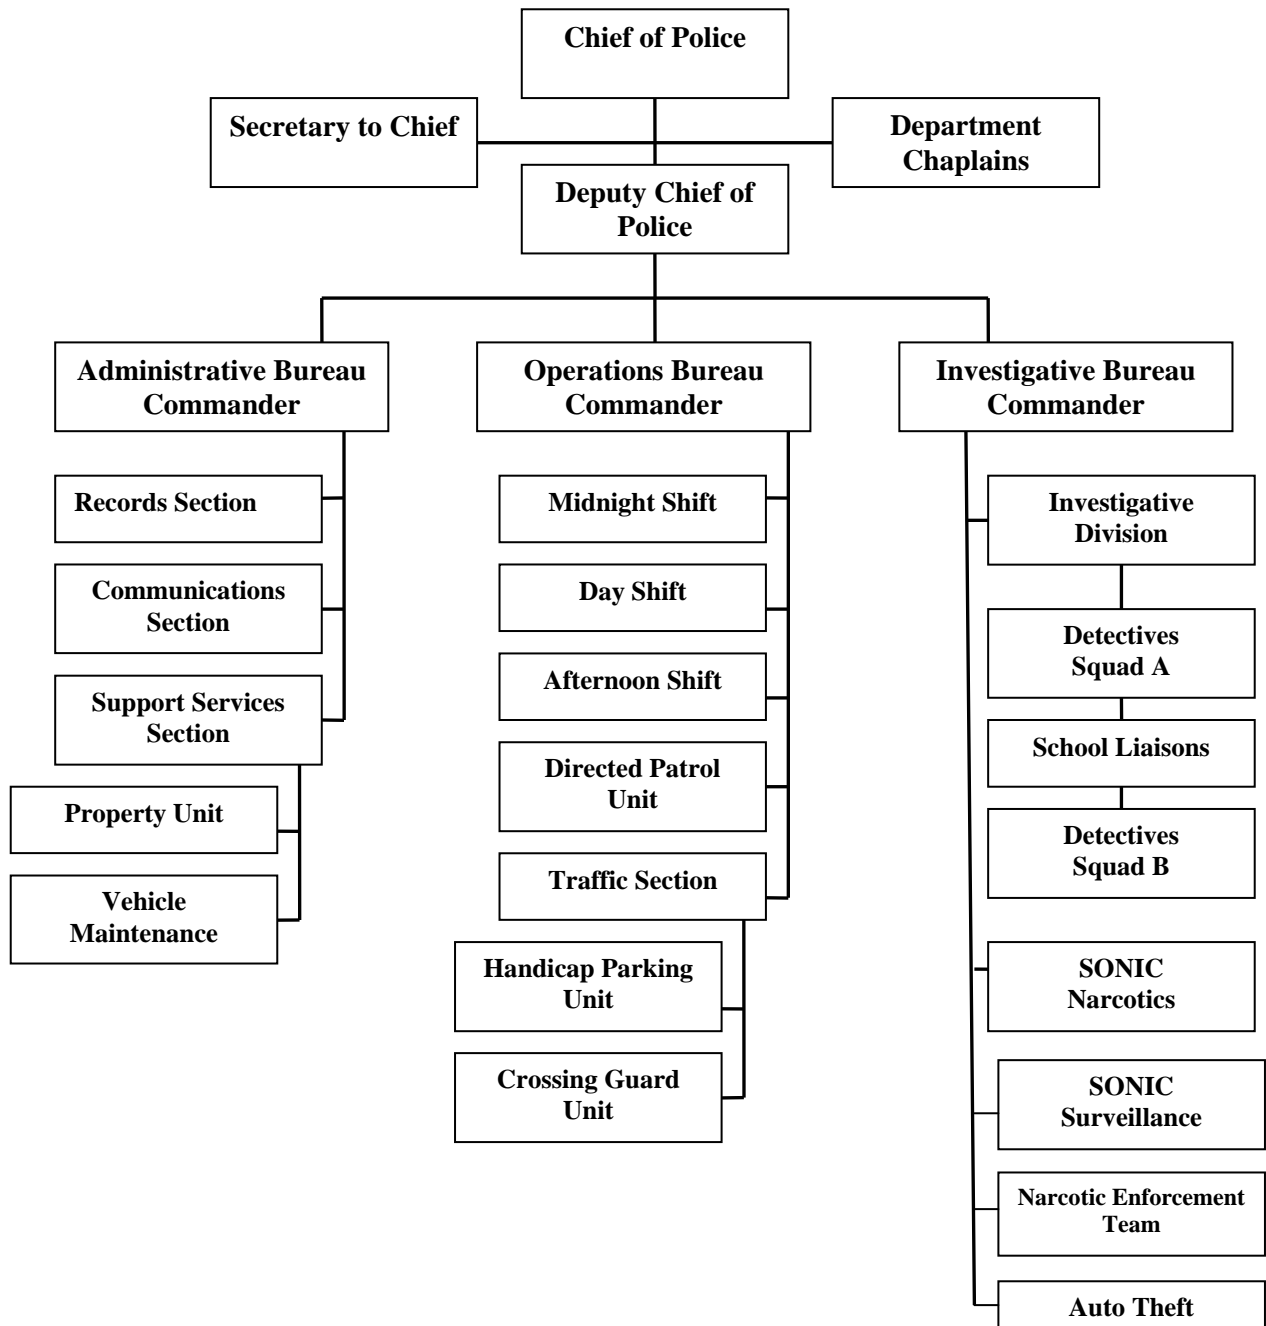 Chief of Police
Secretary to Chief
Department
Chaplains
Deputy Chief of
Police
Administrative Bureau
Commander
Operations Bureau
Commander
Investigative Bureau
Commander
Records Section
Communications
Section
Support Services
Section
Property Unit
Vehicle
Maintenance
Midnight Shift
Day Shift
Afternoon Shift
Directed Patrol
Unit
Traffic Section
Handicap Parking
Unit
Crossing Guard
Unit
Investigative
Division
Detectives
Squad A
School Liaisons
Detectives
Squad B
SONIC
Narcotics
SONIC
Surveillance
Narcotic Enforcement
Team
Auto Theft